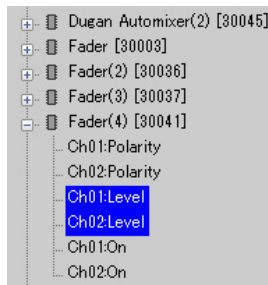 Dugan Automixer(2) [30045]
Fader [30003]
Fader(2) [30036]
Fader(3) [30037]
Fader(4) [30041]
Ch01:Polarity
Ch02:Polarity
Ch01:Level
Ch02:Level
Ch01:On
Ch02:On